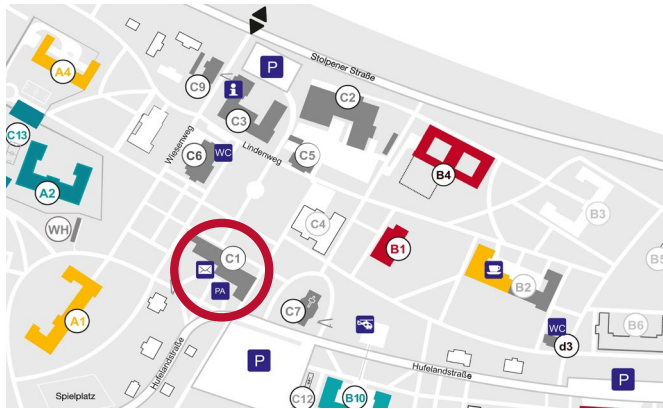 Stolpener Straße
P
A4
C9
i
C2
C3
C13
Wiesenweg
Lindenweg
C6
WC
C5
B4
A2
B3
WH
C4
B1
C1
B5
B2
PA
C7
A1
WC
B6
d3
Hufelandstraße
P
Hufelandstraße
P
Spielplatz
C12
B10